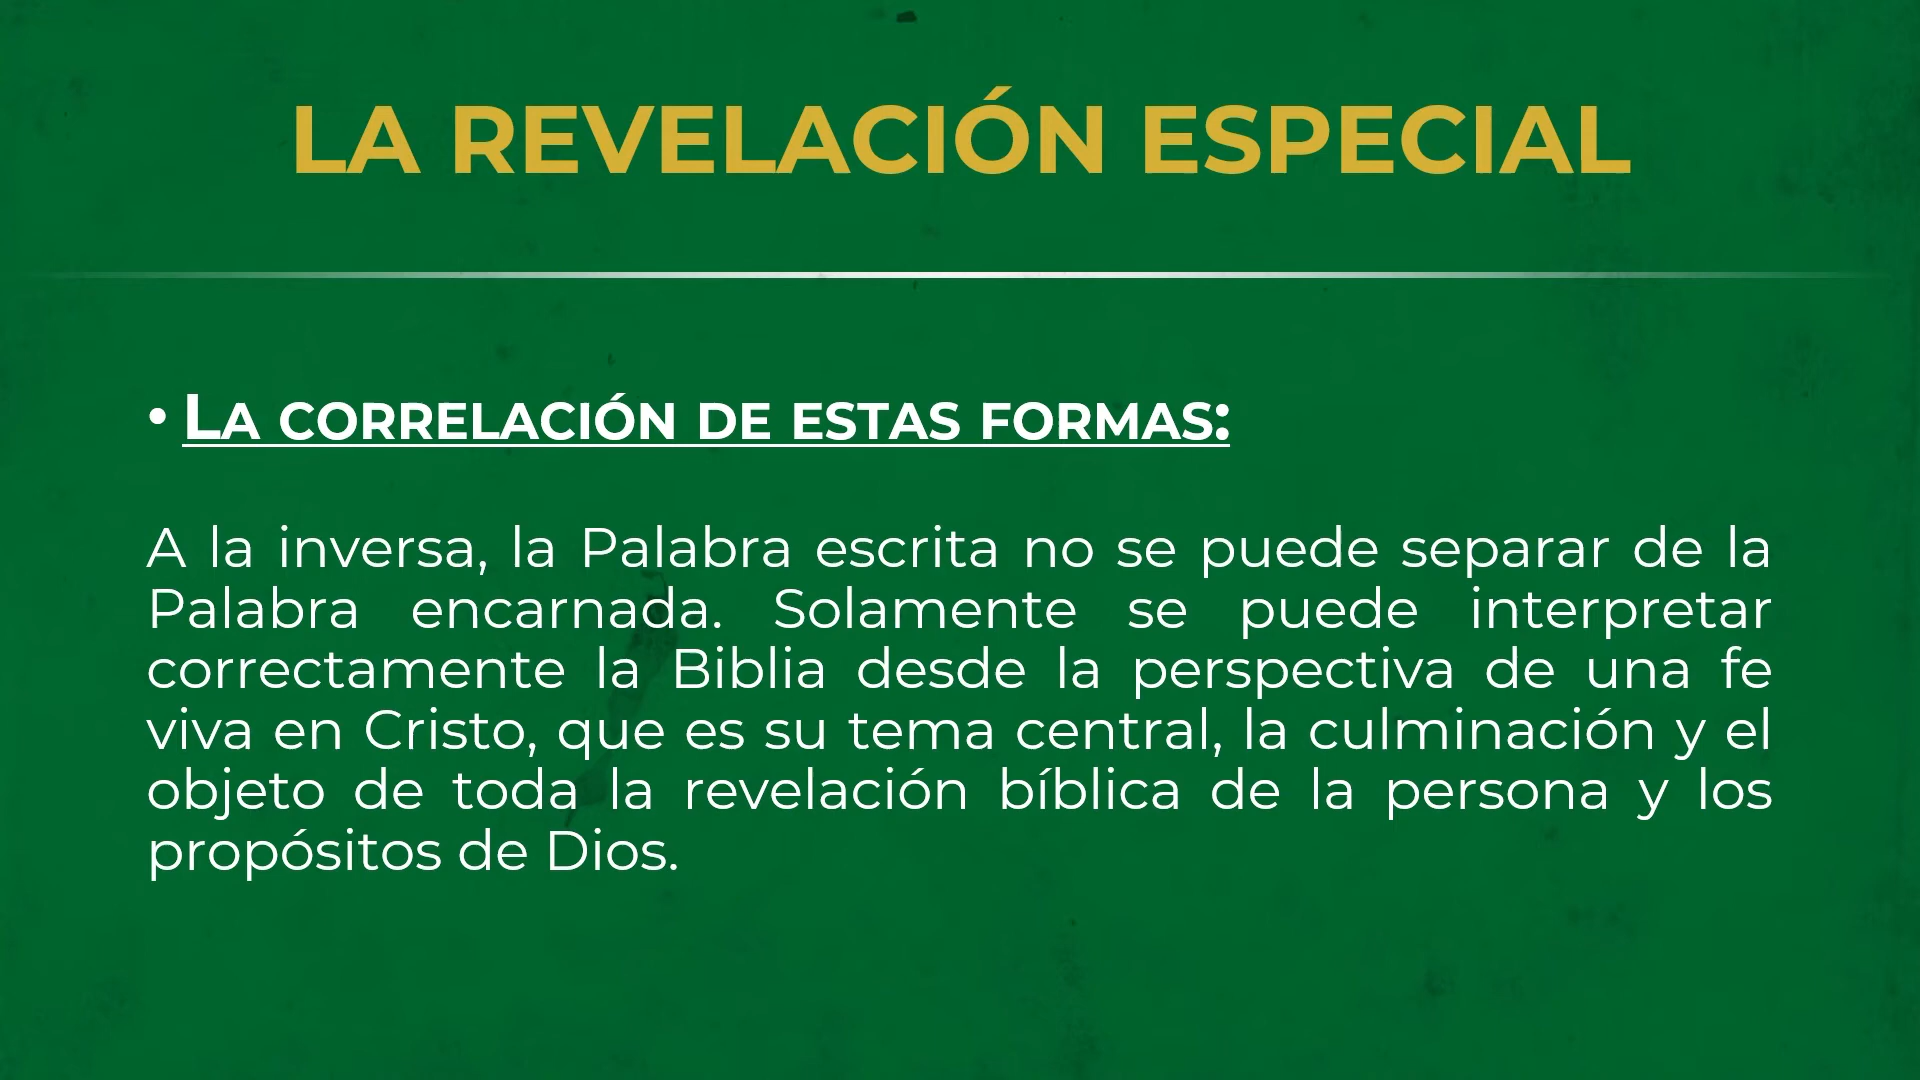 LA REVELACIÓN ESPECIAL
• LA CORRELACIÓN DE ESTAS FORMAS:
A la inversa, la Palabra escrita no se puede separar de la
Palabra encarnada. Solamente se puede interpretar
correctamente la Biblia desde la perspectiva de una fe
viva en Cristo, que es su tema central, la culminación y el
objeto de toda la revelación bíblica de la persona y los
propósitos de Dios.